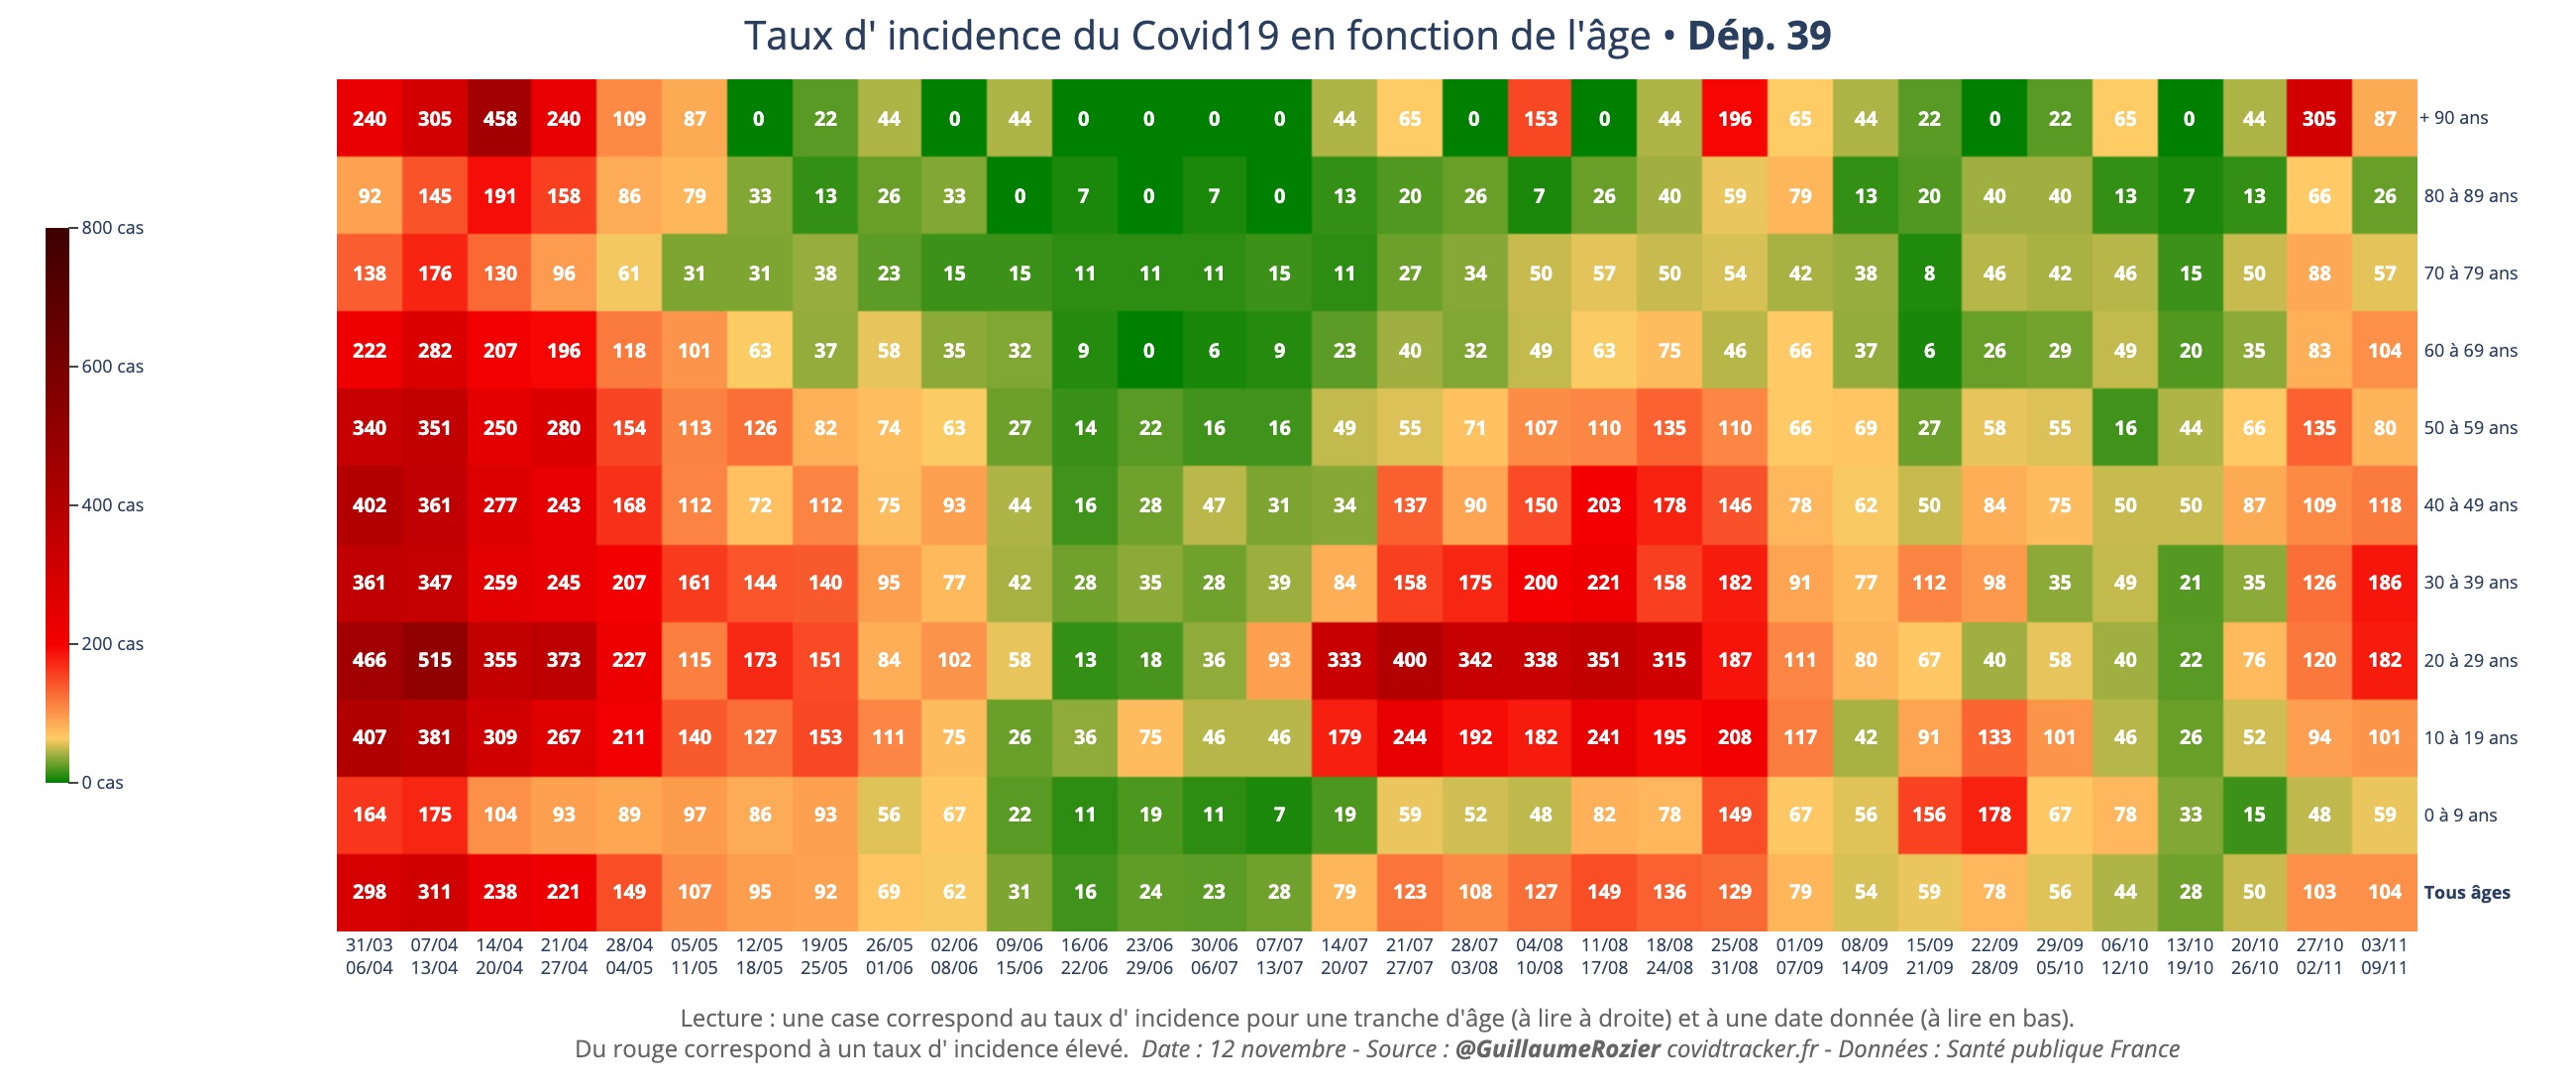 Taux d' incidence du Covid19 en fonction de l'âge • Dép. 39
240 305 458 240 109 87 0 22 44 0 44 0 0 0 0 44 65 0 153 0 44 196 65 44 22 0 22 65 0 44 305 87 + 90 ans
92 145 191 158 86 79 33 13 26 33 0 7 0 7 0 13 20 26 7 26 40 59 79 13 20 40 40 13 7 13 66 26 80 à 89 ans
800 cas
138 176 130 96 61 31 31 38 23 15 15 11 11 11 15 11 27 34 50 57 50 54 42 38 8 46 42 46 15 50 88 57 70 à 79 ans
222 282 207 196 118 101 63 37 58 35 32 9 0 6 9 23 40 32 49 63 75 46 66 37 6 26 29 49 20 35 83 104 60 à 69 ans
600 cas
340 351 250 280 154 113 126 82 74 63 27 14 22 16 16 49 55 71 107 110 135 110 66 69 27 58 55 16 44 66 135 80 50 à 59 ans
400 cas
402 361 277 243 168 112 72 112 75 93 44 16 28 47 31 34 137 90 150 203 178 146 78 62 50 84 75 50 50 87 109 118 40 à 49 ans
361 347 259 245 207 161 144 140 95 77 42 28 35 28 39 84 158 175 200 221 158 182 91 77 112 98 35 49 21 35 126 186 30 à 39 ans
200 cas
466 515 355 373 227 115 173 151 84 102 58 13 18 36 93 333 400 342 338 351 315 187 111 80 67 40 58 40 22 76 120 182 20 à 29 ans
407 381 309 267 211 140 127 153 111 75 26 36 75 46 46 179 244 192 182 241 195 208 117 42 91 133 101 46 26 52 94 101 10 à 19 ans
0 cas
164 175 104 93 89 97 86 93 56 67 22 11 19 11 7 19 59 52 48 82 78 149 67 56 156 178 67 78 33 15 48 59 0 à 9 ans
298 311 238 221 149 107 95 92 69 62 31 16 24 23 28 79 123 108 127 149 136 129 79 54 59 78 56 44 28 50 103 104 Tous âges
31/03 07/04 14/04 21/04 28/04 05/05 12/05 19/05 26/05 02/06 09/06 16/06 23/06 30/06 07/07 14/07 21/07 28/07 04/08 11/08 18/08 25/08 01/09 08/09 15/09 22/09 29/09 06/10 13/10 20/10 27/10 03/11
06/04 13/04 20/04 27/04 04/05 11/05 18/05 25/05 01/06 08/06 15/06 22/06 29/06 06/07 13/07 20/07 27/07 03/08 10/08 17/08 24/08 31/08 07/09 14/09 21/09 28/09 05/10 12/10 19/10 26/10 02/11 09/11
Lecture : une case correspond au taux d' incidence pour une tranche d'âge (à lire à droite) et à une date donnée (à lire en bas).
Du rouge correspond à un taux d' incidence élevé. Date : 12 novembre - Source : @GuillaumeRozier covidtracker.fr - Données : Santé publique France